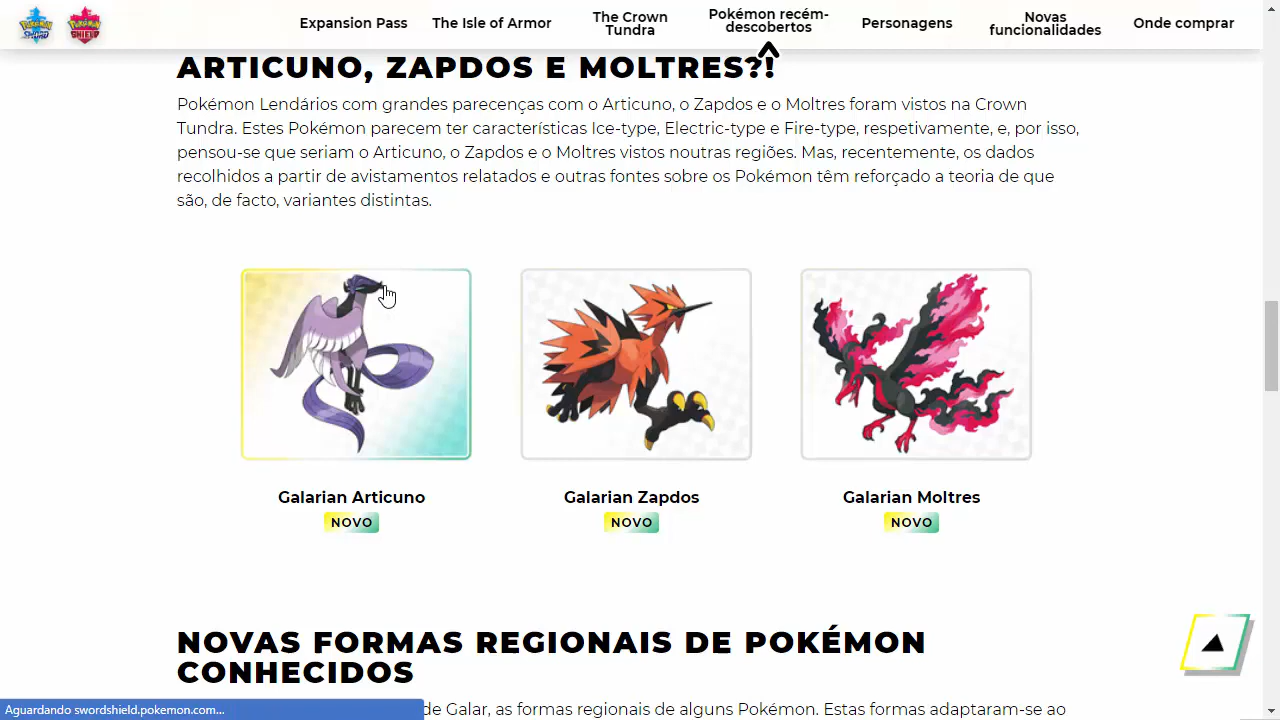 Pokémon SWORD
Pokémon SHIELD
Expansion Pass
The Isle of Armor
The Crown
Tundra
Pokémon recém-
descobertos
Personagens
Novas
funcionalidades
Onde comprar
ARTICUNO, ZAPDOS E MOLTRES?!
Pokémon Lendários com grandes parecenças com o Articuno, o Zapdos e o Moltres foram vistos na Crown
Tundra. Estes Pokémon parecem ter características Ice-type, Electric-type e Fire-type, respetivamente, e, por isso,
pensou-se que seriam o Articuno, o Zapdos e o Moltres vistos noutras regiões. Mas, recentemente, os dados
recolhidos a partir de avistamentos relatados e outras fontes sobre os Pokémon têm reforçado a teoria de que
são, de facto, variantes distintas.
Galarian Articuno
NOVO
Galarian Zapdos
NOVO
Galarian Moltres
NOVO
NOVAS FORMAS REGIONAIS DE POKÉMON
CONHECIDOS
de Galar, as formas regionais de alguns Pokémon. Estas formas adaptaram-se ao
Aguardando swordshield.pokemon.com...